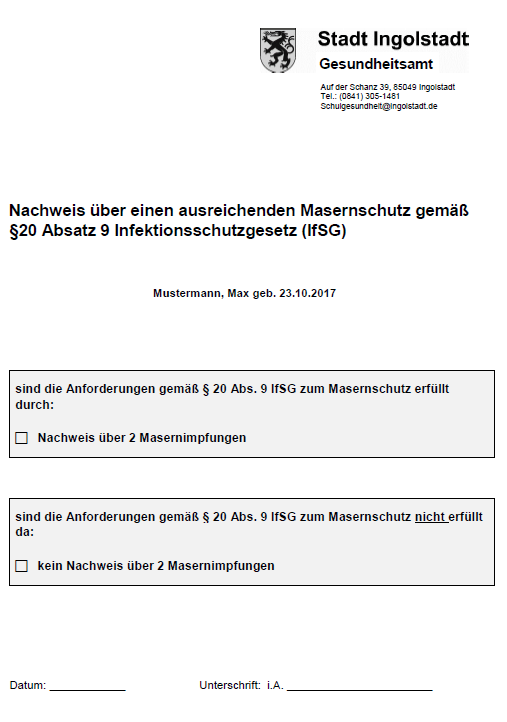 Stadt Ingolstadt
Gesundheitsamt
Auf der Schanz 39, 85049 Ingolstadt
Tel.: (0841) 305-1461
Schulgesundheit@ingolstadt.de
Nachweis über einen ausreichenden Masernschutz gemäß
§20 Absatz 9 Infektionsschutzgesetz (IfSG)
Mustermann, Max geb. 23.10.2017
sind die Anforderungen gemäß § 20 Abs. 9 IfSG zum Masernschutz erfüllt
durch:
☐ Nachweis über 2 Masernimpfungen
sind die Anforderungen gemäß § 20 Abs. 9 IfSG zum Masernschutz nicht erfüllt
da:
☐ kein Nachweis über 2 Masernimpfungen
Datum: ____________ Unterschrift: i.A. ________________________